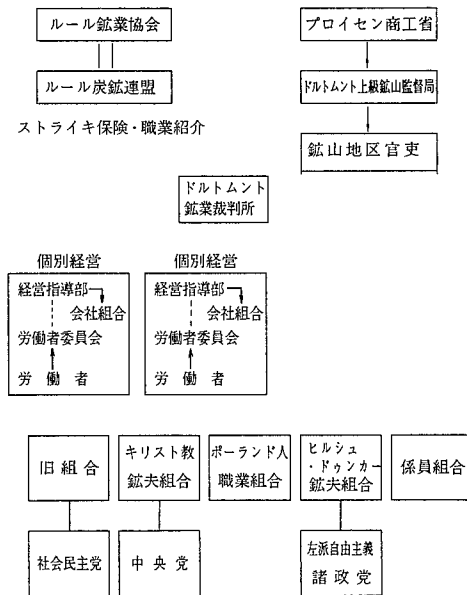 ルール鉱業協会
プロイセン商工省
ルール炭鉱連盟
ドルトムント上級鉱山監督局
ストライキ保険・職業紹介
鉱山地区官吏
ドルトムント
鉱業裁判所
個別経営
経営指導部
会社組合
労働者委員会
労働者
個別経営
経営指導部
会社組合
労働者委員会
労働者
旧組合
キリスト教
鉱夫組合
ポーランド人
職業組合
ヒルシュ
・ドゥンカー
鉱夫組合
係員組合
社会民主党
中央党
左派自由主義
諸政党